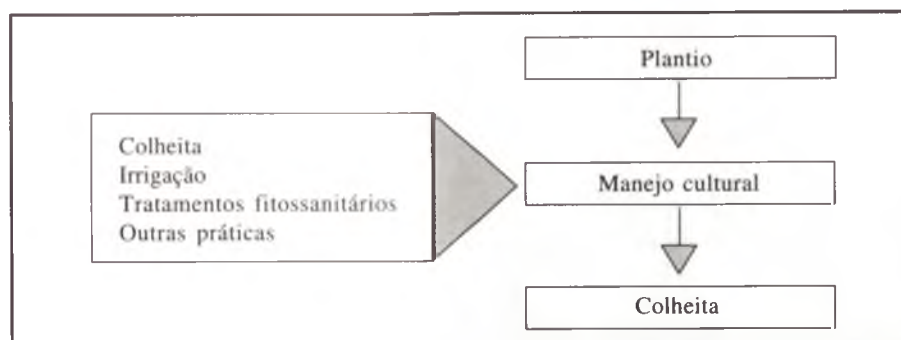 Plantio
Colheita
Irrigação
Tratamentos fitossanitários
Outras práticas
Manejo cultural
Colheita